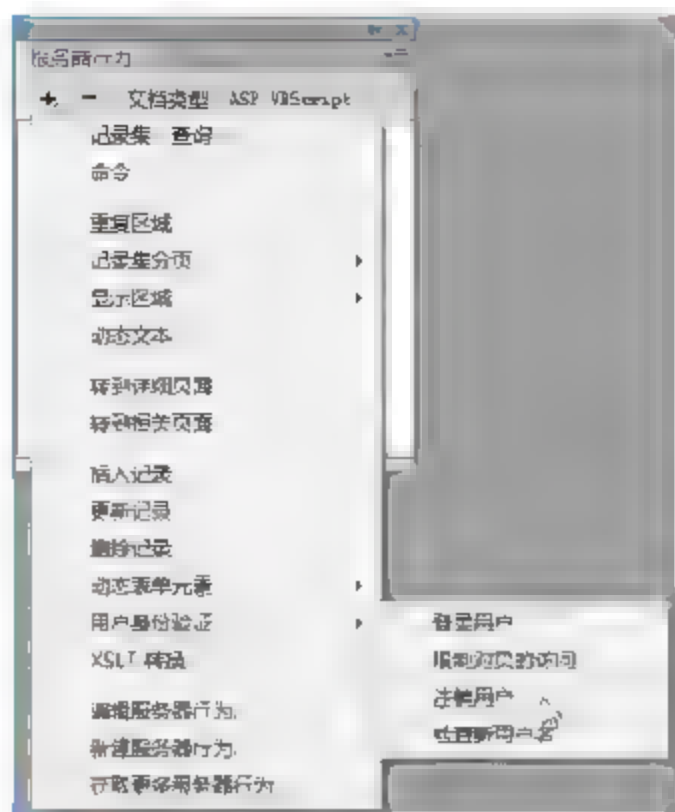 服务器行为
+ - 文档类型 ASP VBScript
记录集 查询
命令
重复区域
记录集分页
显示区域
动态文本
转到详细页面
转到相关页面
插入记录
更新记录
删除记录
动态表单元素
用户身份验证
登录用户
限制对页的访问
注销用户
检查新用户名
XSLT 转换
编辑服务器行为
新建服务器行为
获取更多服务器行为